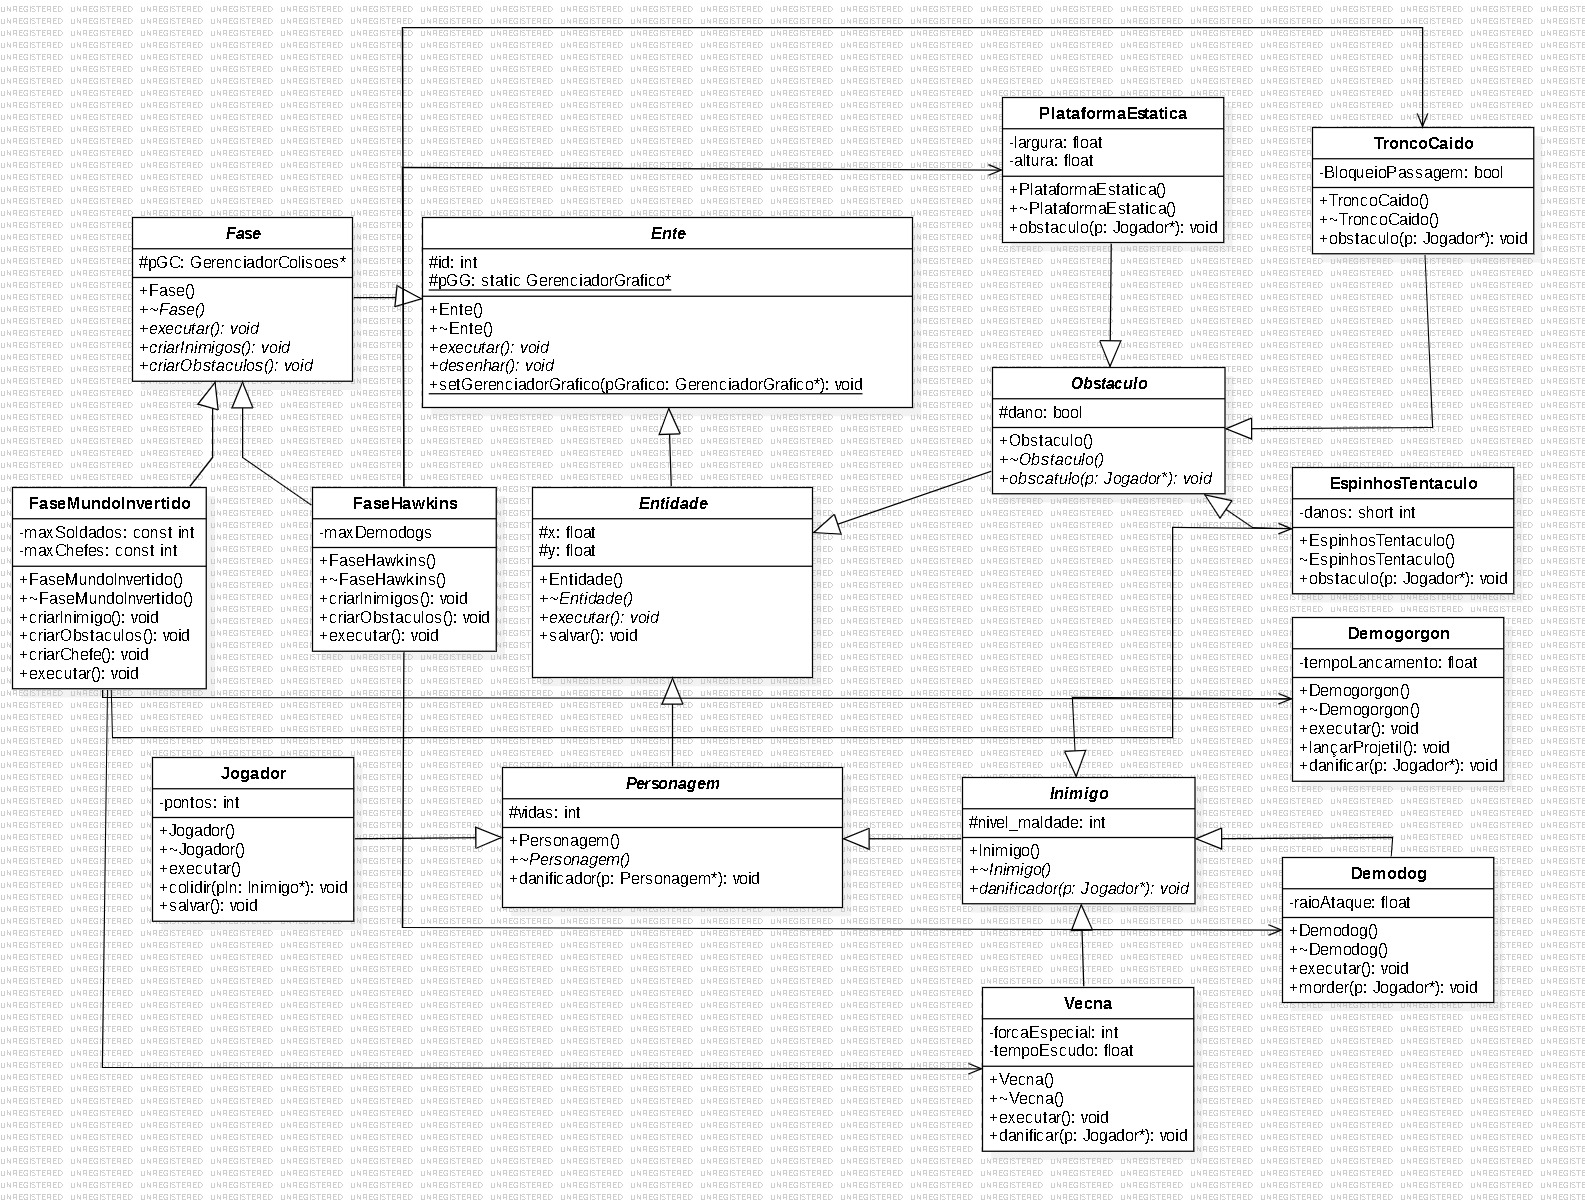 PlataformaEstatica
-largura: float
-altura: float
+PlataformaEstatica()
+~PlataformaEstatica()
+obstaculo(p: Jogador*): void
TroncoCaido
-BloqueioPassagem: bool
+TroncoCaido()
+~TroncoCaido()
+obstaculo(p: Jogador*): void
Fase
#pGC: GerenciadorColisoes*
+Fase()
+~Fase()
+executar(): void
+criarInimigos(): void
+criarObstaculos(): void
Ente
#id: int
#pGG: static GerenciadorGrafico*
+Ente()
+~Ente()
+executar(): void
+desenhar(): void
+setGerenciadorGrafico(pGrafico: GerenciadorGrafico*): void
Obstaculo
#dano: bool
+Obstaculo()
+~Obstaculo()
+obscatulo(p: Jogador*): void
FaseMundoInvertido
-maxSoldados: const int
-maxChefes: const int
+FaseMundoInvertido()
+~FaseMundoInvertido()
+criarInimigo(): void
+criarObstaculos(): void
+criarChefe(): void
+executar(): void
FaseHawkins
-maxDemodogs
+FaseHawkins()
+~FaseHawkins()
+criarInimigos(): void
+criarObstaculos(): void
+executar(): void
Entidade
#x: float
#y: float
+Entidade()
+~Entidade()
+executar(): void
+salvar(): void
EspinhosTentaculo
-danos: short int
+EspinhosTentaculo()
~EspinhosTentaculo()
+obstaculo(p: Jogador*): void
Demogorgon
-tempoLancamento: float
+Demogorgon()
+~Demogorgon()
+executar(): void
+lançarProjetil(): void
+danificar(p: Jogador*): void
Jogador
-pontos: int
+Jogador()
+~Jogador()
+executar()
+colidir(pIn: Inimigo*): void
+salvar(): void
Personagem
#vidas: int
+Personagem()
+~Personagem()
+danificador(p: Personagem*): void
Inimigo
#nivel_maldade: int
+Inimigo()
+~Inimigo()
+danificador(p: Jogador*): void
Demodog
-raioAtaque: float
+Demodog()
+~Demodog()
+executar(): void
+morder(p: Jogador*): void
Vecna
-forcaEspecial: int
-tempoEscudo: float
+Vecna()
+~Vecna()
+executar(): void
+danificar(p: Jogador*): void